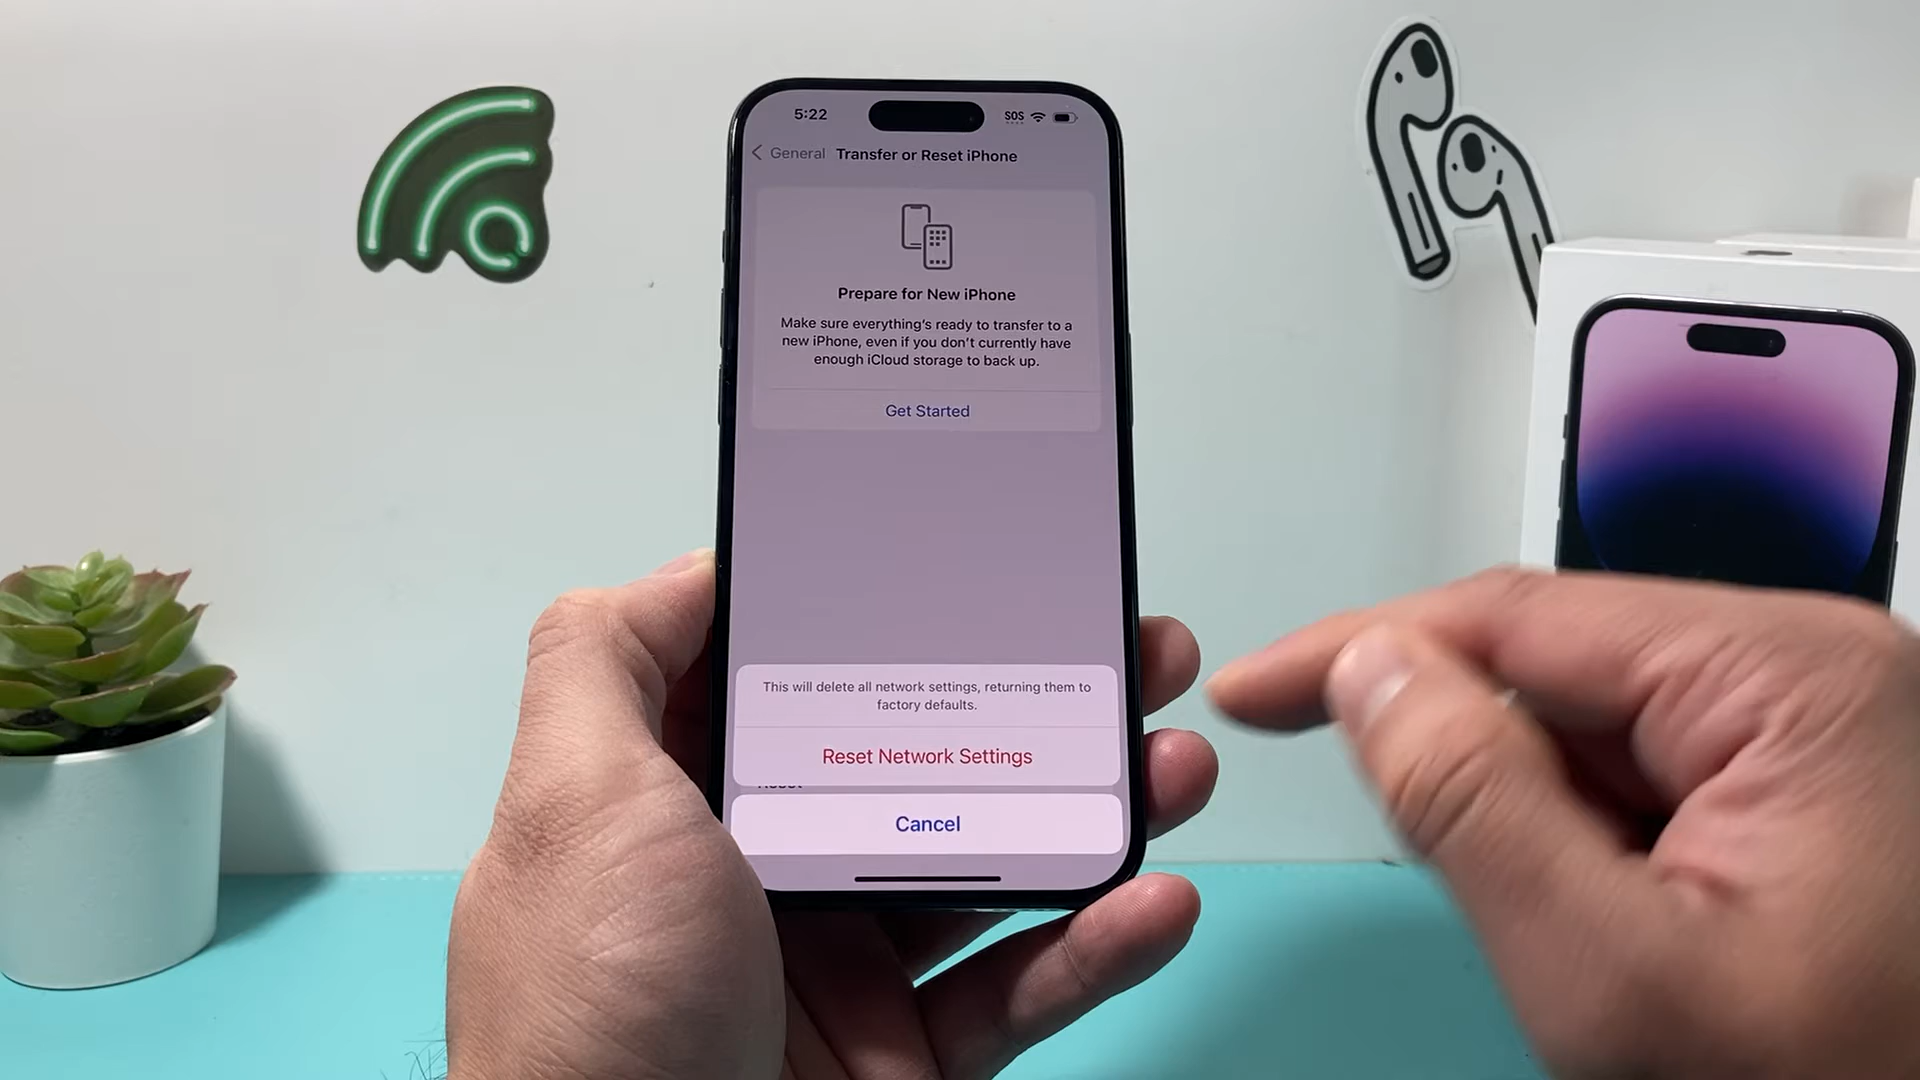 5:22
SOS
General Transfer or Reset iPhone
Prepare for New iPhone
Make sure everything's ready to transfer to a
new iPhone, even if you don't currently have
enough iCloud storage to back up.
Get Started
This will delete all network settings, returning them to
factory defaults.
Reset Network Settings
Reset
Cancel